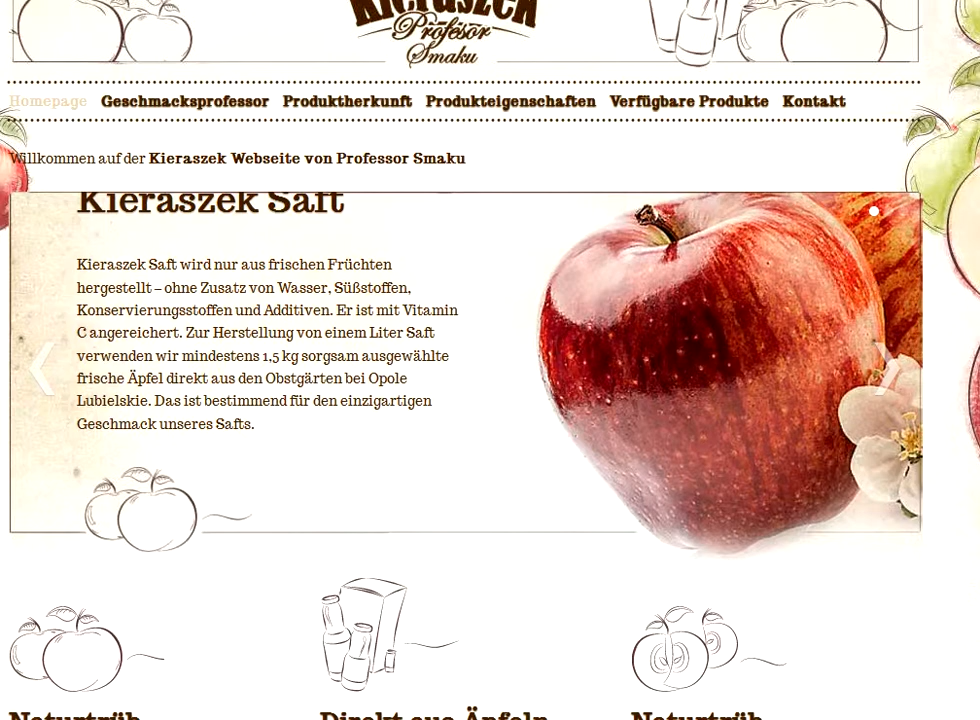 Kieraszek
Profesor
Smaku
Homepage Geschmacksprofessor Produktherkunft Produkteigenschaften Verfügbare Produkte Kontakt
Willkommen auf der Kieraszek Webseite von Professor Smaku
Kieraszek Saft
Kieraszek Saft wird nur aus frischen Früchten
hergestellt – ohne Zusatz von Wasser, Süßstoffen,
Konservierungsstoffen und Additiven. Er ist mit Vitamin
C angereichert. Zur Herstellung von einem Liter Saft
verwenden wir mindestens 1,5 kg sorgsam ausgewählte
frische Äpfel direkt aus den Obstgärten bei Opole
Lubielskie. Das ist bestimmend für den einzigartigen
Geschmack unseres Safts.
Naturtrüb Direkt aus Äpfeln Naturtrüb